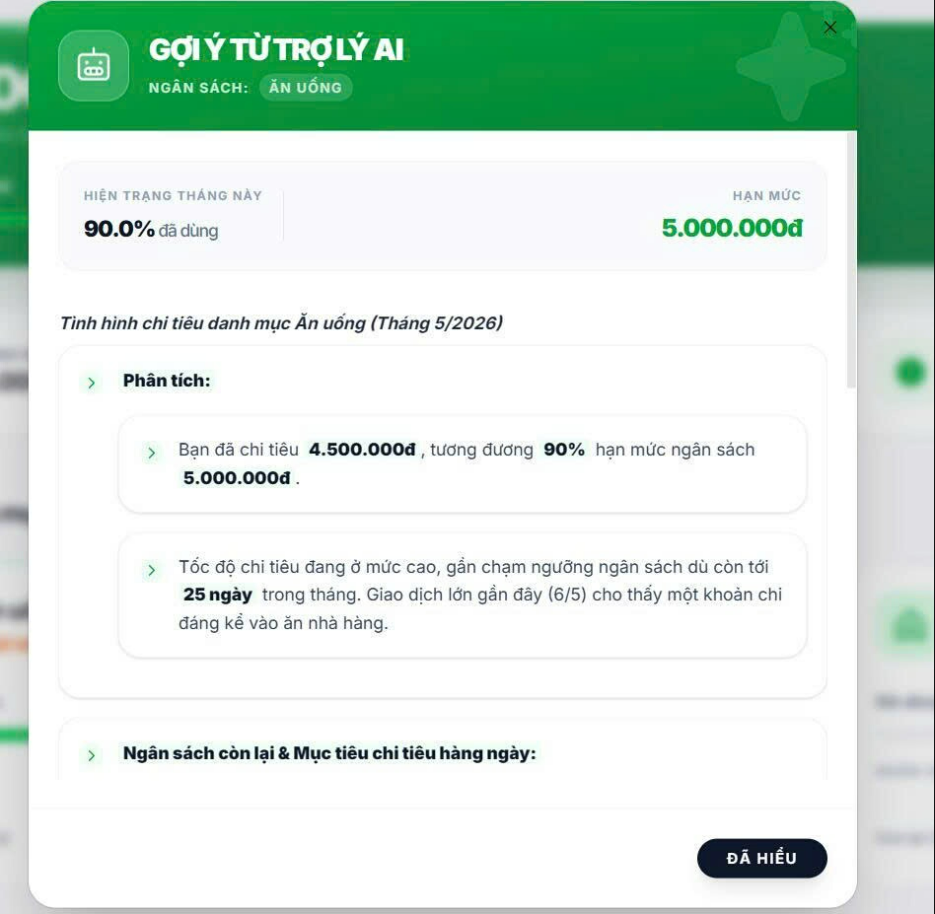 GỢI Ý TỪ TRỢ LÝ AI
NGÂN SÁCH: ĂN UỐNG
HIỆN TRẠNG THÁNG NÀY
HẠN MỨC
90.0% đã dùng
5.000.000đ
Tình hình chi tiêu danh mục Ăn uống (Tháng 5/2026)
Phân tích:
Bạn đã chi tiêu 4.500.000đ , tương đương 90% hạn mức ngân sách
5.000.000đ .
Tốc độ chi tiêu đang ở mức cao, gần chạm ngưỡng ngân sách dù còn tới
25 ngày trong tháng. Giao dịch lớn gần đây (6/5) cho thấy một khoản chi
đáng kể vào ăn nhà hàng.
Ngân sách còn lại & Mục tiêu chi tiêu hàng ngày:
ĐÃ HIỂU